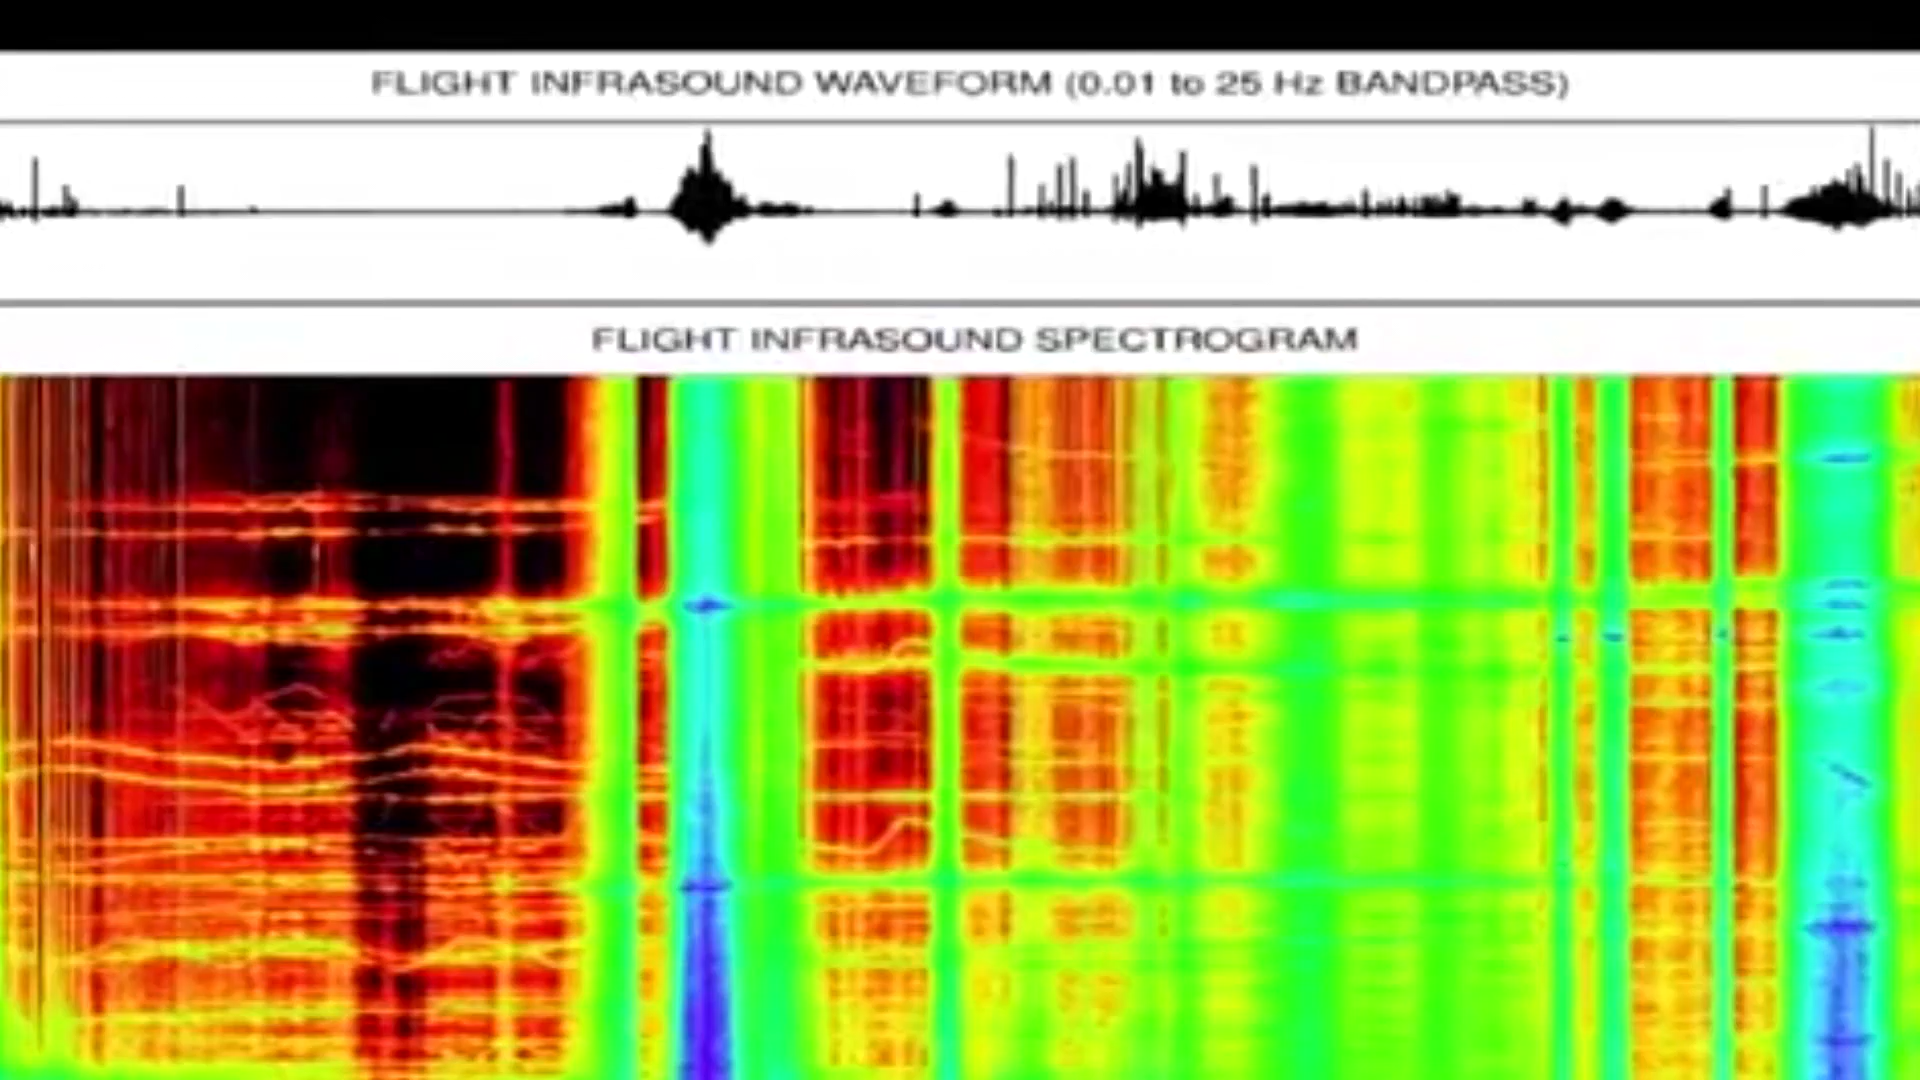 FLIGHT INFRASOUND WAVEFORM (0.01 to 25 Hz BANDPASS)
FLIGHT INFRASOUND SPECTROGRAM